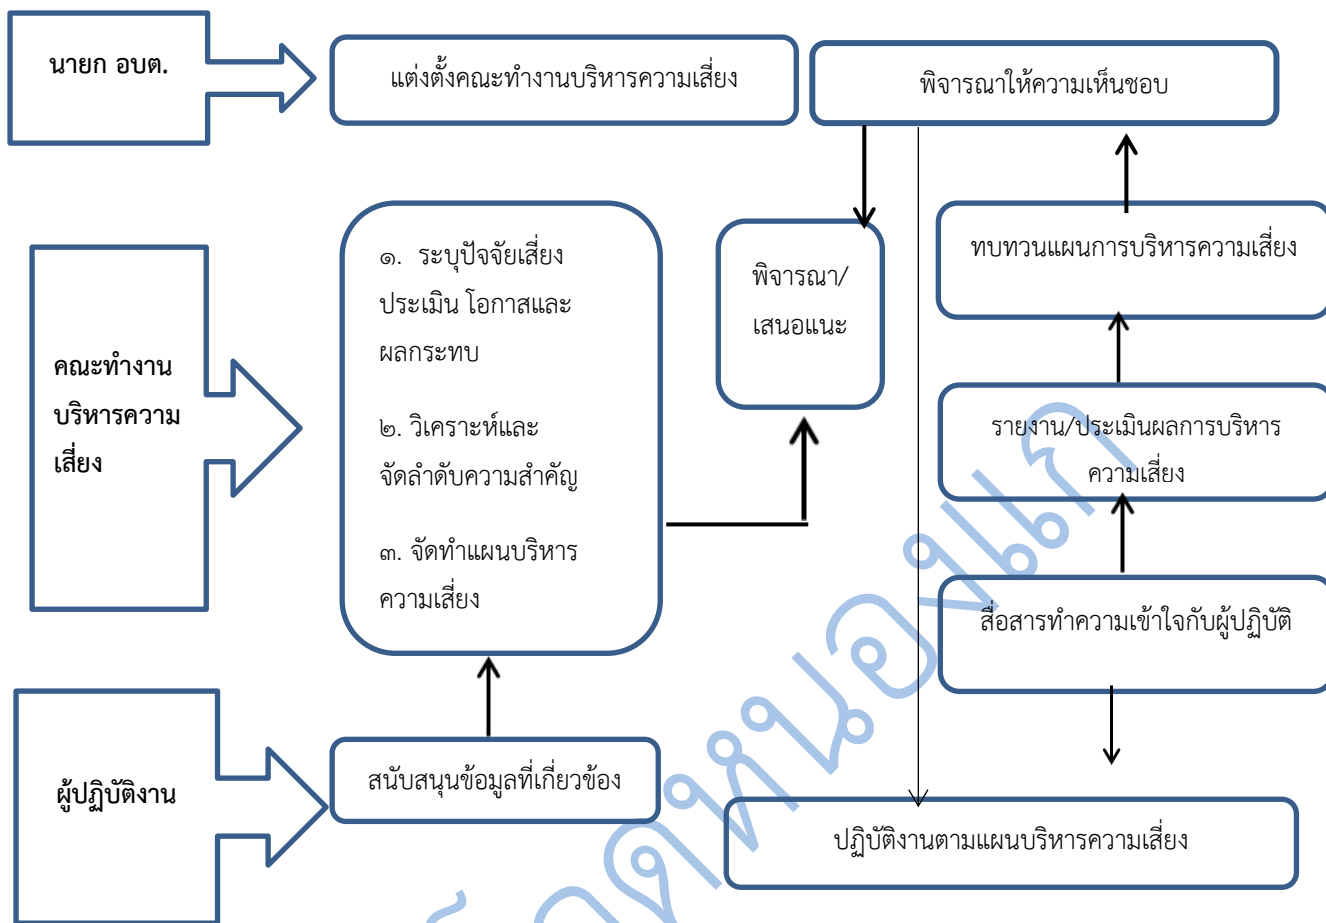 นายก อบต.
แต่งตั้งคณะทำงานบริหารความเสี่ยง
พิจารณาให้ความเห็นชอบ
คณะทำงาน
บริหารความ
เสี่ยง
๑. ระบุปัจจัยเสี่ยง
ประเมิน โอกาสและ
ผลกระทบ
๒. วิเคราะห์และ
จัดลำดับความสำคัญ
๓. จัดทำแผนบริหาร
ความเสี่ยง
พิจารณา/
เสนอแนะ
ทบทวนแผนการบริหารความเสี่ยง
รายงาน/ประเมินผลการบริหาร
ความเสี่ยง
สื่อสารทำความเข้าใจกับผู้ปฏิบัติ
ผู้ปฏิบัติงาน
สนับสนุนข้อมูลที่เกี่ยวข้อง
ปฏิบัติงานตามแผนบริหารความเสี่ยง